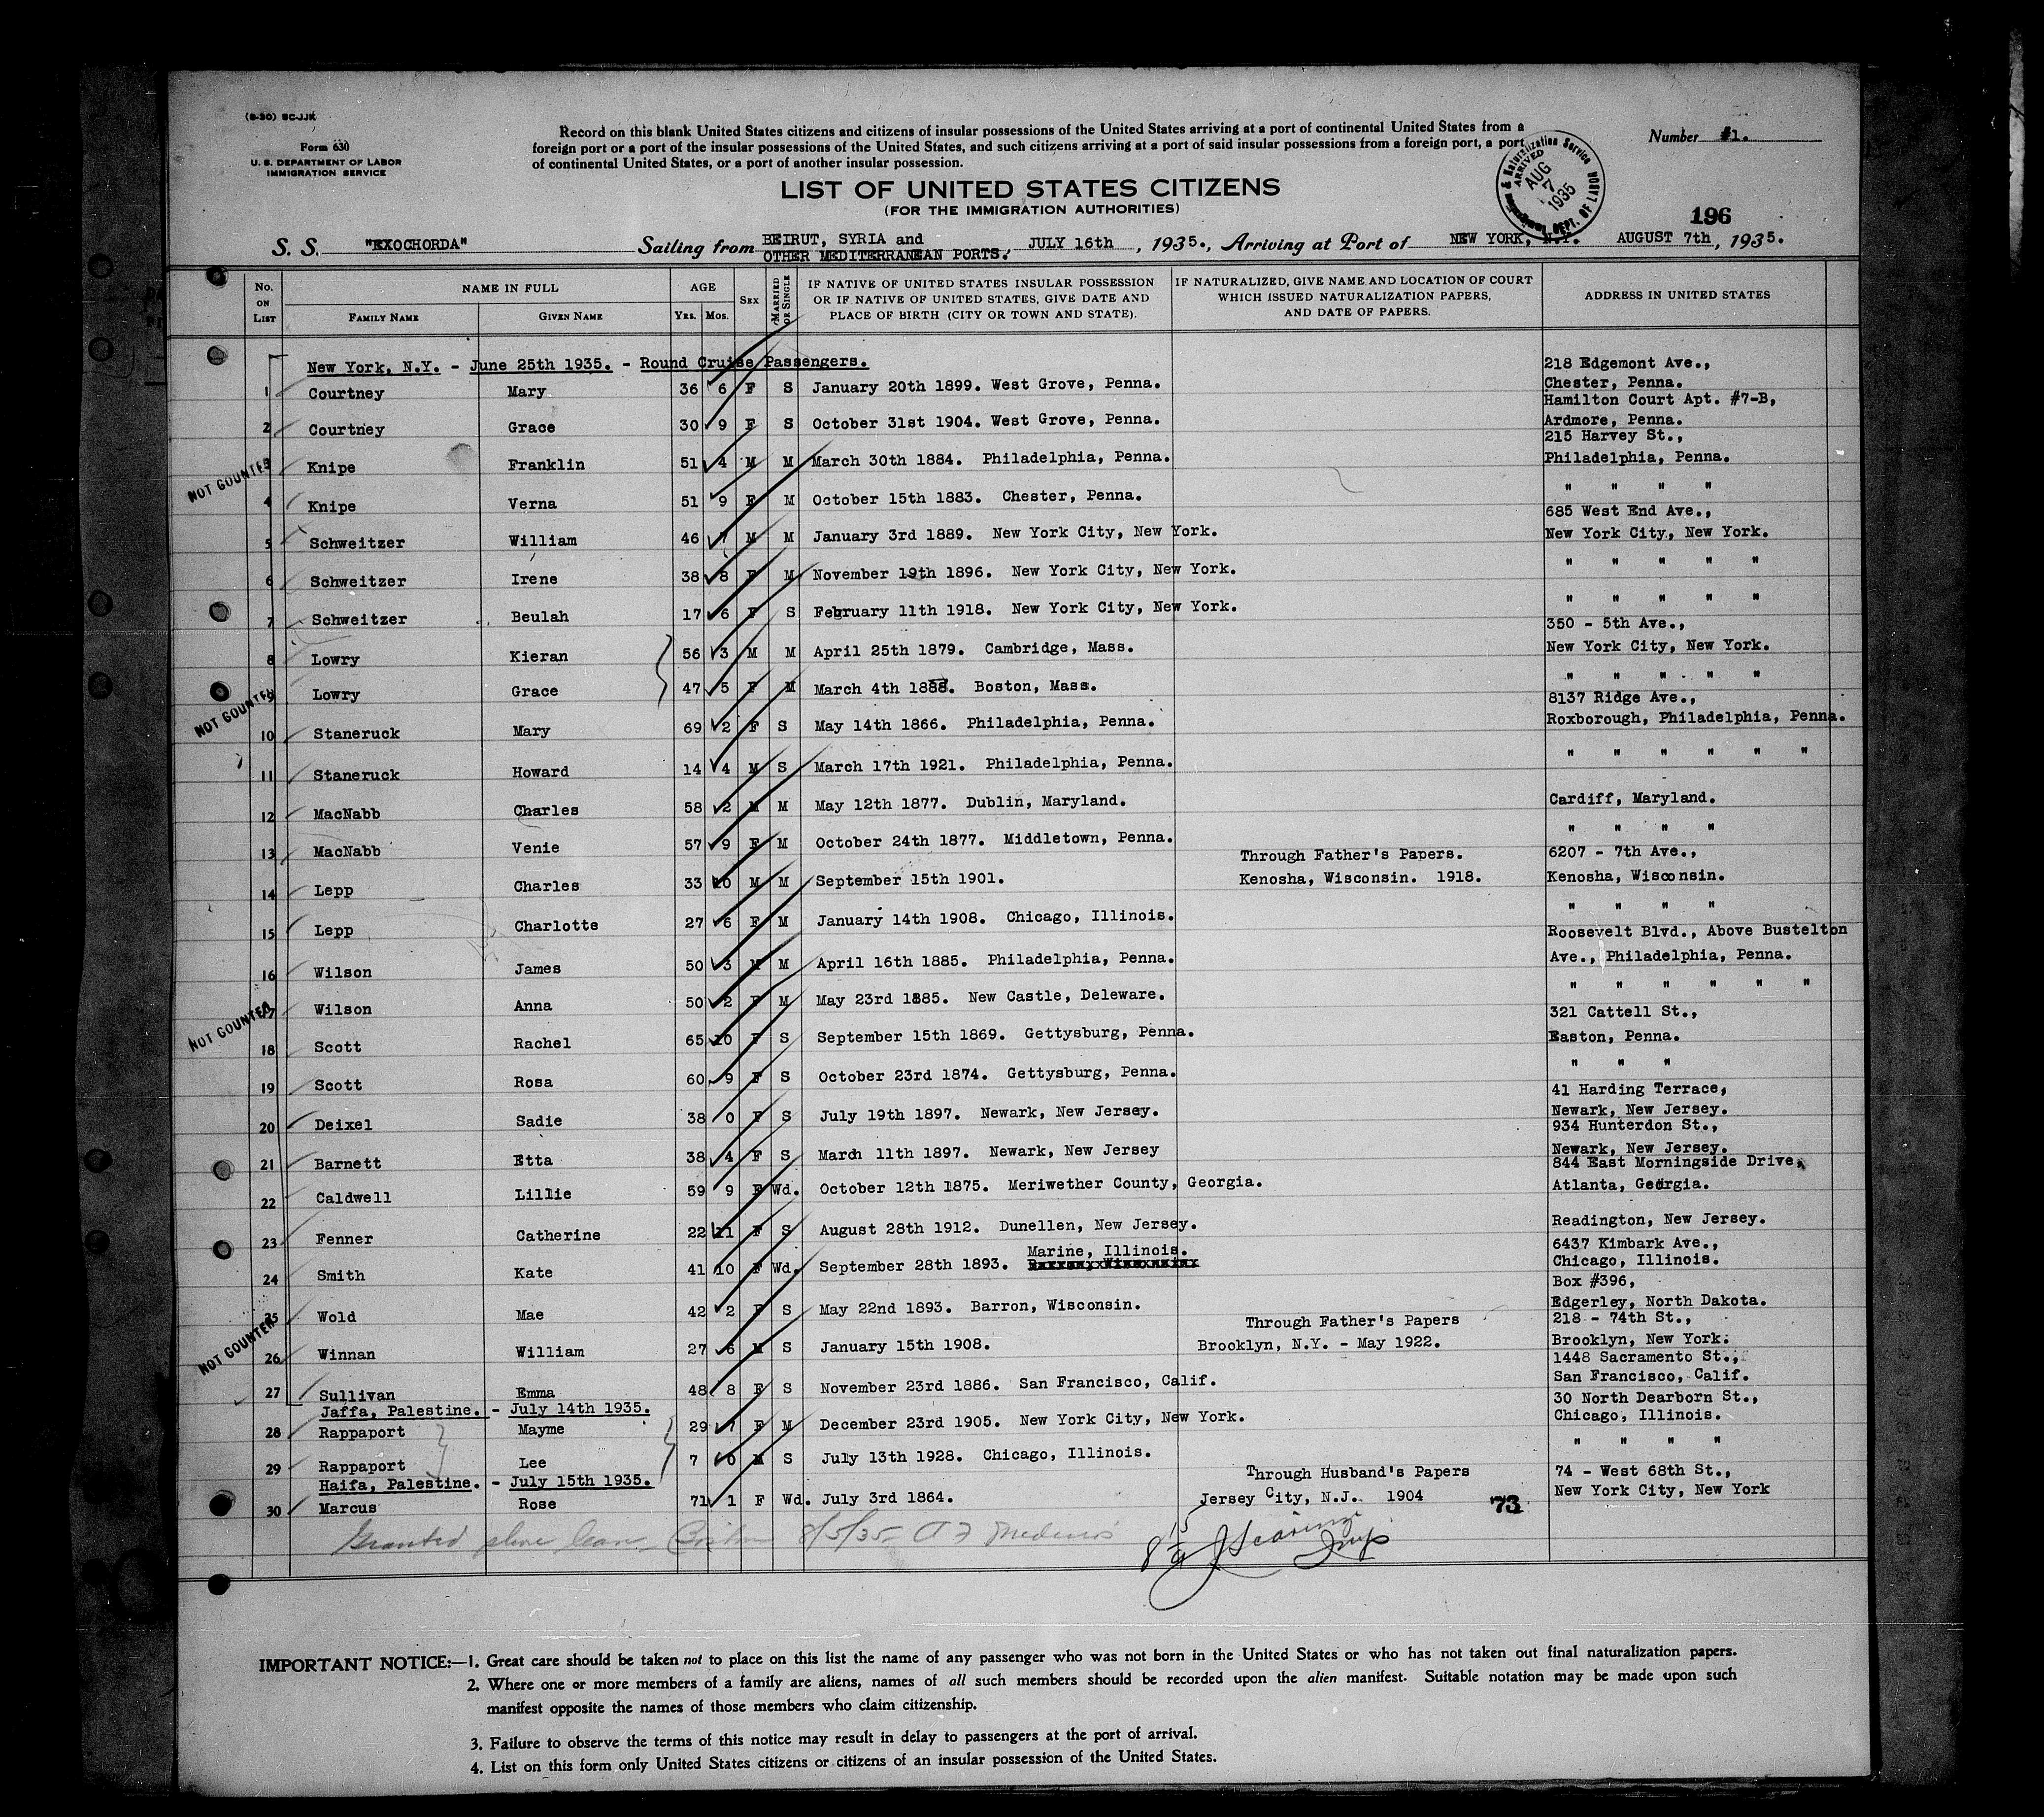 (8-30) SC-JJK
Form 630
U. S. DEPARTMENT OF LABOR
IMMIGRATION SERVICE
Record on this blank United States citizens and citizens of insular possessions of the United States arriving at a port of continental United States from a
foreign port or a port of the insular possessions of the United States, and such citizens arriving at a port of said insular possessions from a foreign port, a port
of continental United States, or a port of another insular possession.
Number #1.
LIST OF UNITED STATES CITIZENS
(FOR THE IMMIGRATION AUTHORITIES)
Immigration & Naturalization Service DEPT. OF LABOR
ARRIVED
AUG
7
1935
196
S. S. "EXOCHORDA" Sailing from BEIRUT, SYRIA and OTHER MEDITERRANEAN PORTS. JULY 16th, 1935., Arriving at Port of NEW YORK, N.Y. AUGUST 7th, 1935.
No. ON LIST NAME IN FULL AGE SEX MARRIED OR SINGLE IF NATIVE OF UNITED STATES INSULAR POSSESSION OR IF NATIVE OF UNITED STATES, GIVE DATE AND PLACE OF BIRTH (CITY OR TOWN AND STATE). IF NATURALIZED, GIVE NAME AND LOCATION OF COURT WHICH ISSUED NATURALIZATION PAPERS, AND DATE OF PAPERS. ADDRESS IN UNITED STATES
FAMILY NAME GIVEN NAME YRS. MOS.
New York, N.Y. - June 25th 1935. - Round Cruise Passengers.
1 Courtney Mary 36 6 F S January 20th 1899. West Grove, Penna. 218 Edgemont Ave., Chester, Penna.
2 Courtney Grace 30 9 F S October 31st 1904. West Grove, Penna. Hamilton Court Apt. #7-B, Ardmore, Penna.
NOT COUNTED
3 Knipe Franklin 51 4 M M March 30th 1884. Philadelphia, Penna. 215 Harvey St., Philadelphia, Penna.
4 Knipe Verna 51 9 F M October 15th 1883. Chester, Penna. " " " "
5 Schweitzer William 46 7 M M January 3rd 1889. New York City, New York. 685 West End Ave., New York City, New York.
6 Schweitzer Irene 38 8 F M November 19th 1896. New York City, New York. " " " " "
7 Schweitzer Beulah 17 6 F S February 11th 1918. New York City, New York. " " " " "
8 Lowry Kieran 56 3 M M April 25th 1879. Cambridge, Mass. 350 - 5th Ave., New York City, New York.
9 Lowry Grace 47 5 F M March 4th 1888. Boston, Mass. " " " " "
NOT COUNTED
10 Staneruck Mary 69 2 F S May 14th 1866. Philadelphia, Penna. 8137 Ridge Ave., Roxborough, Philadelphia, Penna.
11 Staneruck Howard 14 4 M S March 17th 1921. Philadelphia, Penna. " " " " " "
12 MacNabb Charles 58 2 M M May 12th 1877. Dublin, Maryland. Cardiff, Maryland.
13 MacNabb Venie 57 9 F M October 24th 1877. Middletown, Penna. " " " "
14 Lepp Charles 33 10 M M September 15th 1901. Through Father's Papers. Kenosha, Wisconsin. 1918. 6207 - 7th Ave., Kenosha, Wisconsin.
15 Lepp Charlotte 27 6 F M January 14th 1908. Chicago, Illinois. " " " "
16 Wilson James 50 3 M M April 16th 1885. Philadelphia, Penna. Roosevelt Blvd., Above Bustelton Ave., Philadelphia, Penna.
17 Wilson Anna 50 2 F M May 23rd 1885. New Castle, Deleware. " " " " " "
NOT COUNTED
18 Scott Rachel 65 10 F S September 15th 1869. Gettysburg, Penna. 321 Cattell St., Easton, Penna.
19 Scott Rosa 60 9 F S October 23rd 1874. Gettysburg, Penna. " " "
20 Deixel Sadie 38 0 F S July 19th 1897. Newark, New Jersey. 41 Harding Terrace, Newark, New Jersey.
21 Barnett Etta 38 4 F S March 11th 1897. Newark, New Jersey 934 Hunterdon St., Newark, New Jersey.
22 Caldwell Lillie 59 9 F Wd. October 12th 1875. Meriwether County, Georgia. 844 East Morningside Drive, Atlanta, Georgia.
23 Fenner Catherine 22 11 F S August 28th 1912. Dunellen, New Jersey. Readington, New Jersey.
24 Smith Kate 41 10 F Wd. September 28th 1893. Marine, Illinois. 6437 Kimbark Ave., Chicago, Illinois.
25 Wold Mae 42 2 F S May 22nd 1893. Barron, Wisconsin. Box #396, Edgerley, North Dakota.
NOT COUNTED
26 Winnan William 27 6 M S January 15th 1908. Through Father's Papers Brooklyn, N.Y. - May 1922. 218 - 74th St., Brooklyn, New York.
27 Sullivan Emma 48 8 F S November 23rd 1886. San Francisco, Calif. 1448 Sacramento St., San Francisco, Calif.
Jaffa, Palestine. - July 14th 1935.
28 Rappaport Mayme 29 7 F M December 23rd 1905. New York City, New York. 30 North Dearborn St., Chicago, Illinois.
29 Rappaport Lee 7 0 M S July 13th 1928. Chicago, Illinois. " " " "
Haifa, Palestine. - July 15th 1935.
30 Marcus Rose 71 1 F Wd. July 3rd 1864. Through Husband's Papers Jersey City, N.J. 1904 74 - West 68th St., New York City, New York
73
Granted shore leave 8/5/35
IMPORTANT NOTICE:—1. Great care should be taken not to place on this list the name of any passenger who was not born in the United States or who has not taken out final naturalization papers.
2. Where one or more members of a family are aliens, names of all such members should be recorded upon the alien manifest. Suitable notation may be made upon such
manifest opposite the names of those members who claim citizenship.
3. Failure to observe the terms of this notice may result in delay to passengers at the port of arrival.
4. List on this form only United States citizens or citizens of an insular possession of the United States.